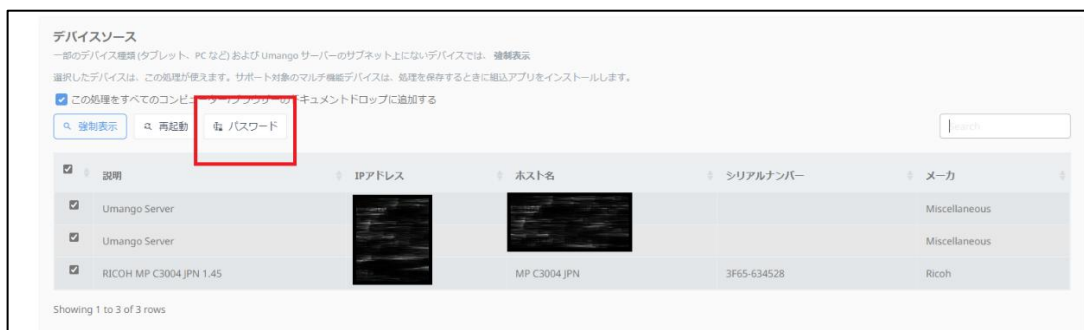 デバイスソース
一部のデバイス種類 (タブレット、PC など) および Umango サーバーのサブネット上にないデバイスでは、 強制表示
選択したデバイスは、この処理が使えます。サポート対象のマルチ機能デバイスは、処理を保存するときに組込アプリをインストールします。
この処理をすべてのコンピューター/ブラウザーのドキュメントドロップに追加する
強制表示 再起動 パスワード Search
説明 IPアドレス ホスト名 シリアルナンバー メーカ
Umango Server Miscellaneous
Umango Server Miscellaneous
RICOH MP C3004 JPN 1.45 MP C3004 JPN 3F65-634528 Ricoh
Showing 1 to 3 of 3 rows